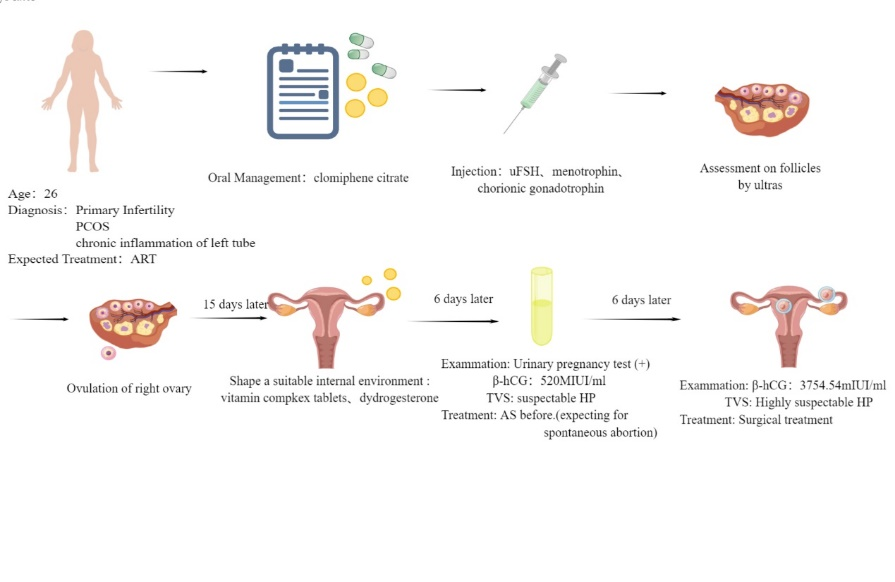 Oral Management：clomiphene citrate
Injection：uFSH、menotrophin、
chorionic gonadotrophin
Assessment on follicles
by ultras
Age：26
Diagnosis：Primary Infertility
PCOS
chronic inflammation of left tube
Expected Treatment：ART
15 days later
6 days later
6 days later
Ovulation of right ovary
Shape a suitable internal environment :
vitamin compkex tablets、dydrogesterone
Exammation: Urinary pregnancy test (+)
β-hCG：520MIUI/ml
TVS: suspectable HP
Treatment: AS before.(expecting for
spontaneous abortion)
Exammation: β-hCG：3754.54mIUI/ml
TVS: Highly suspectable HP
Treatment: Surgical treatment